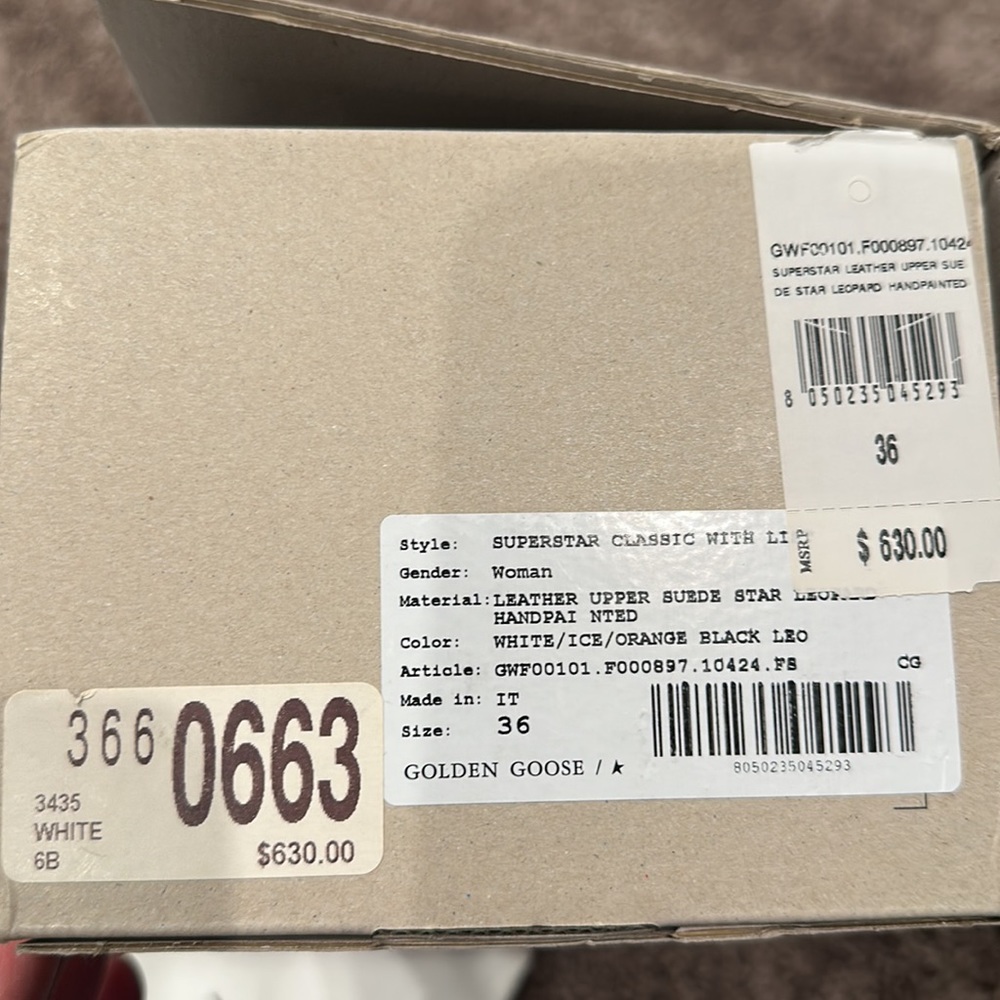 GWF00101.F000897.1042
SUPERSTAR LEATHER UPPER SUE
DE STAR LEOPARD HANDPAINTED
8 050235 045293
36
MSRP $ 630.00
Style: SUPERSTAR CLASSIC WITH LI
Gender: Woman
Material: LEATHER UPPER SUEDE STAR
HANDPAI NTED
Color: WHITE/ICE/ORANGE BLACK LEO
Article: GWF00101.F000897.10424.FS CG
Made in: IT
Size: 36
8050235045293
GOLDEN GOOSE / ★
366 0663
3435
WHITE
6B $630.00